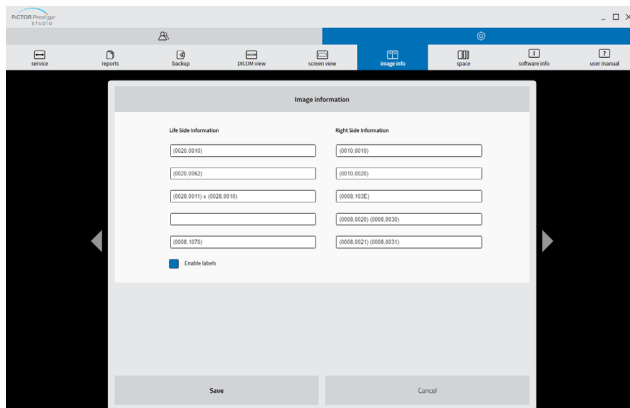 PiCTOR Prestige
STUDIO
service
reports
backup
DICOM view
screen view
image info
space
software info
user manual
Image information
Life Side Information
Right Side Information
(0020,0010)
(0010,0010)
(0020,0062)
(0010,0020)
(0028,0011) x (0028,0010)
(0008,103E)
(0008,0020) (0008,0030)
(0008,1070)
(0008,0021) (0008,0031)
Enable labels
Save
Cancel